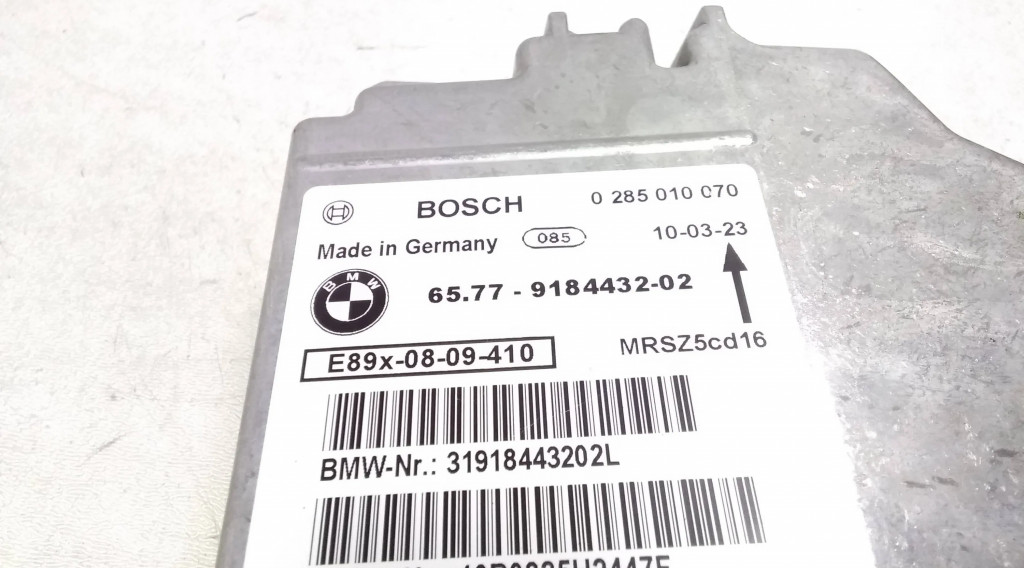 BOSCH 0 285 010 070
Made in Germany 085 10-03-23
BMW 65.77 - 9184432-02
E89x-08-09-410 MRSZ5cd16
BMW-Nr.: 31918443202L